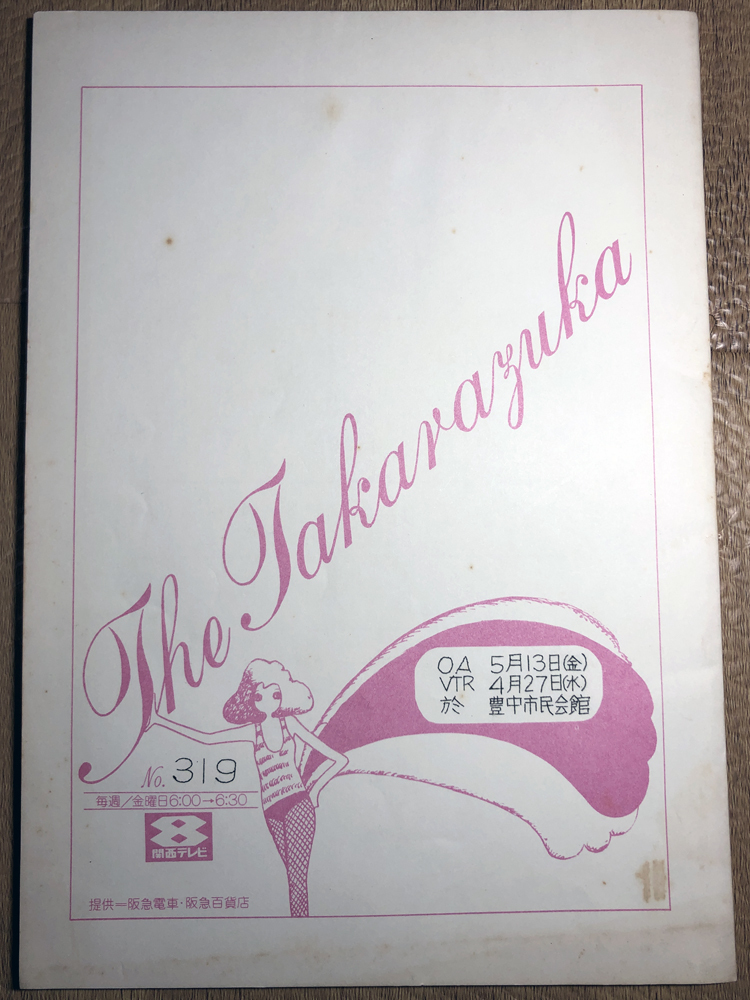 The Takarazuka
O.A 5月13日(金)
VTR 4月27日(水)
於 豊中市民会館
No. 319
毎週／金曜日6:00→6:30
8
関西テレビ
提供＝阪急電車・阪急百貨店